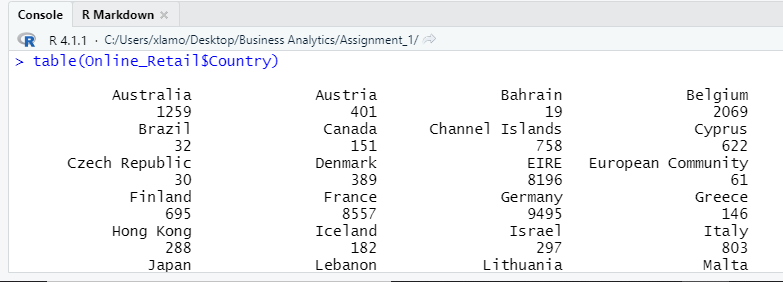 Console R Markdown ×
R R 4.1.1 · C:/Users/xlamo/Desktop/Business Analytics/Assignment_1/
> table(Online_Retail$Country)
Australia Austria Bahrain Belgium
1259 401 19 2069
Brazil Canada Channel Islands Cyprus
32 151 758 622
Czech Republic Denmark EIRE European Community
30 389 8196 61
Finland France Germany Greece
695 8557 9495 146
Hong Kong Iceland Israel Italy
288 182 297 803
Japan Lebanon Lithuania Malta